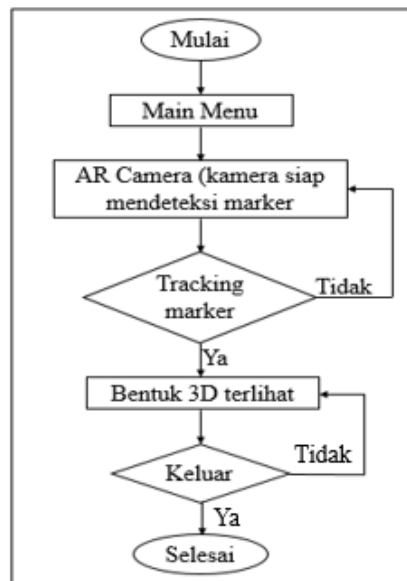 Mulai
Main Menu
AR Camera (kamera siap
mendeteksi marker
Tracking
marker
Tidak
Ya
Bentuk 3D terlihat
Tidak
Keluar
Ya
Selesai